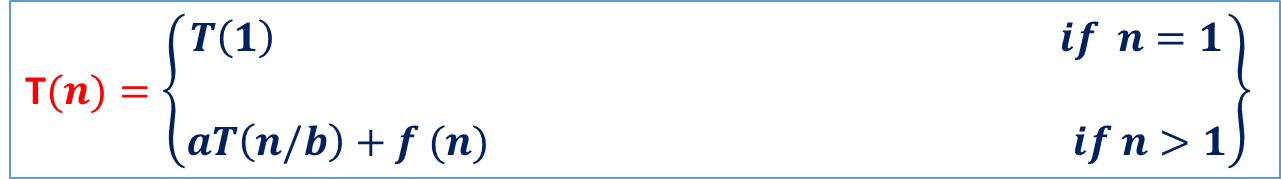 T(1) if n = 1
T(n) =
aT(n/b) + f (n) if n > 1